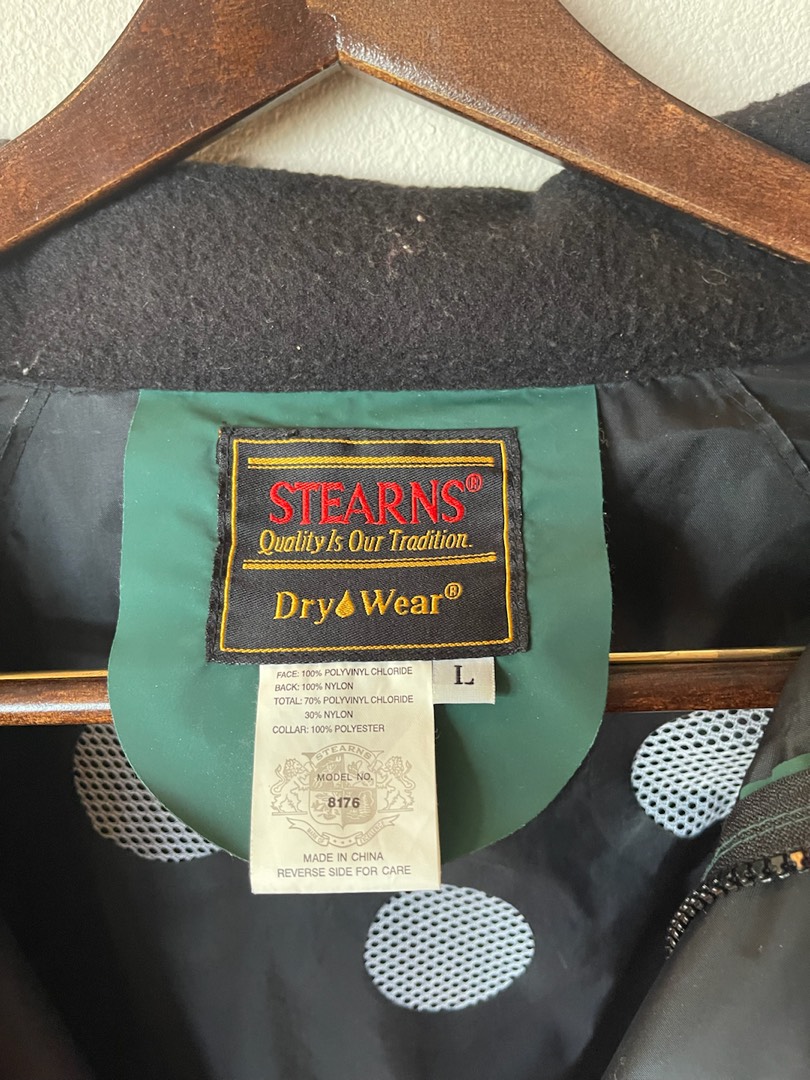 STEARNS®
Quality Is Our Tradition.
Dry Wear®
L
FACE: 100% POLYVINYL CHLORIDE
BACK: 100% NYLON
TOTAL: 70% POLYVINYL CHLORIDE
30% NYLON
COLLAR: 100% POLYESTER
STEARNS
MODEL NO.
8176
MADE IN CHINA
REVERSE SIDE FOR CARE